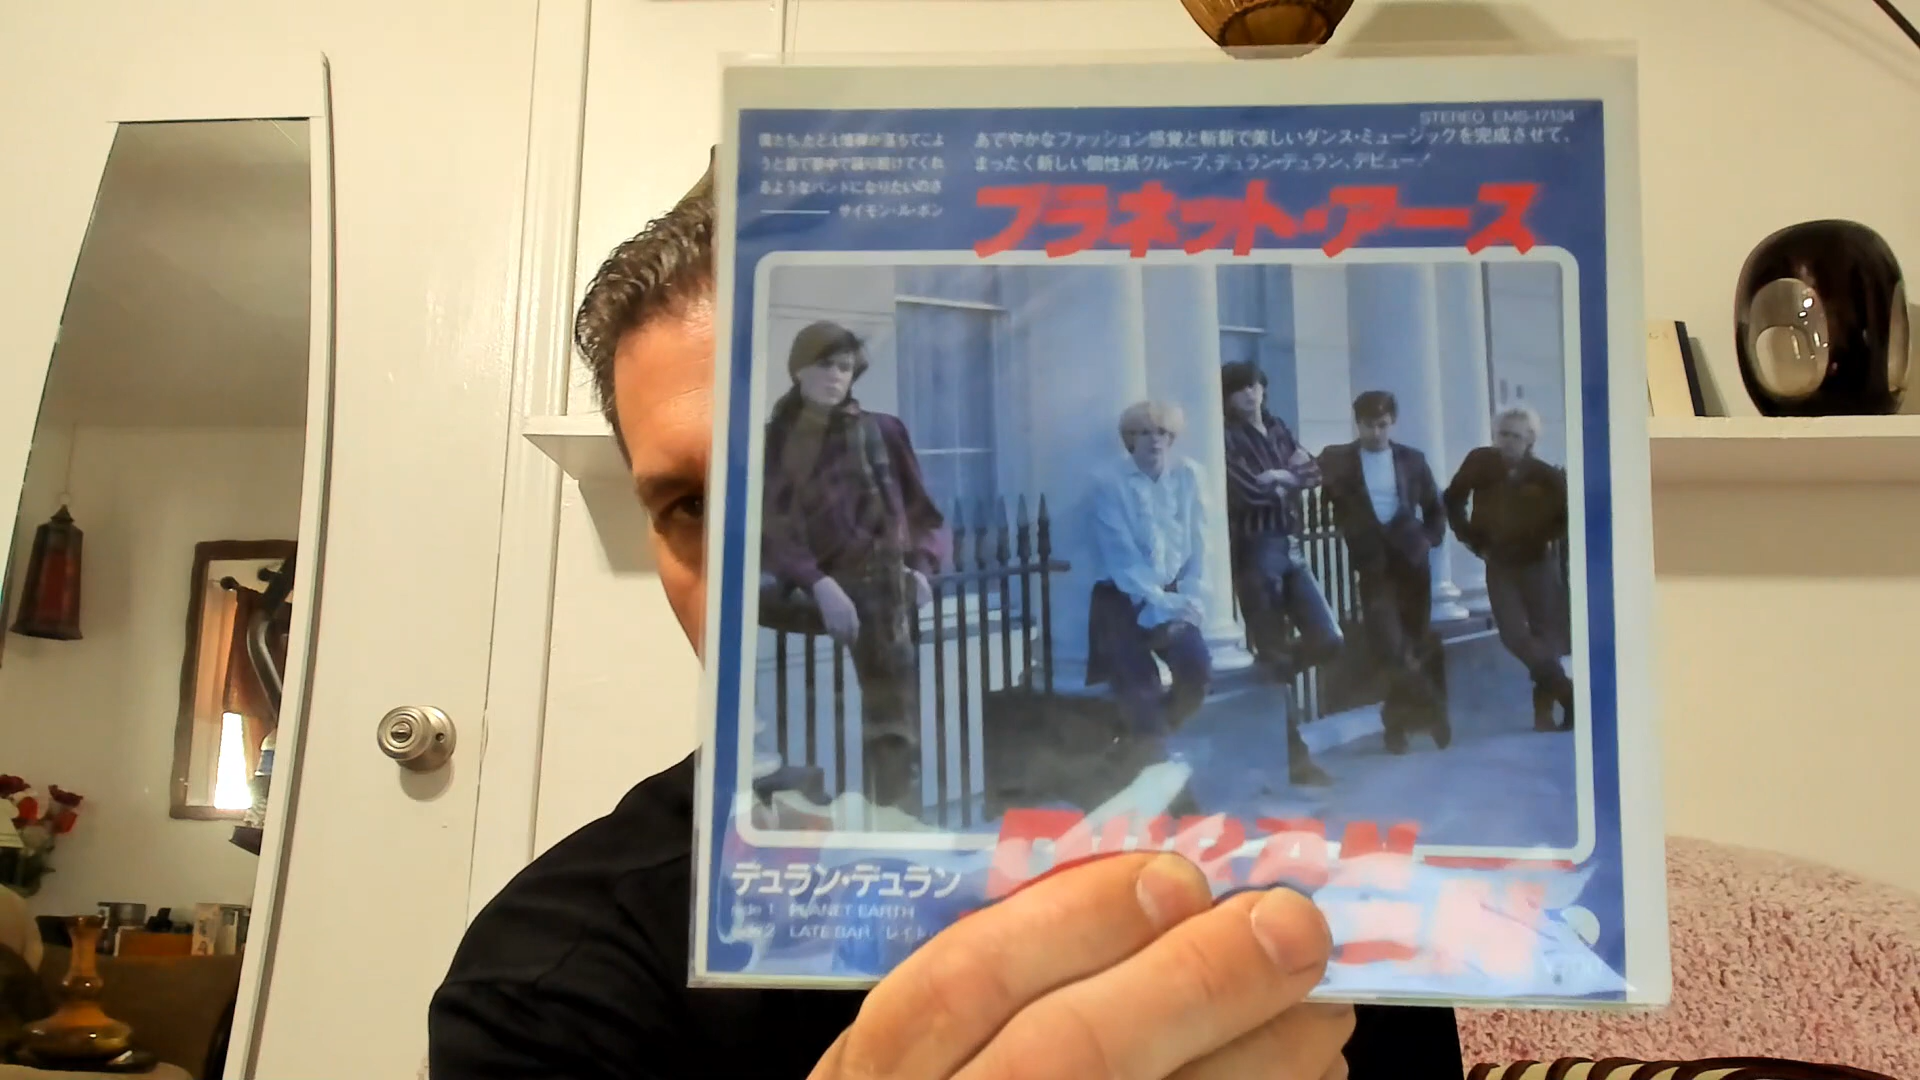 STEREO EMS-17134
僕たち、たとえ爆弾が落ちてこよ
うと皆で夢中で踊り続けてくれ
るようなバンドになりたいのさ
サイモン・ル・ボン
あでやかなファッション感覚と斬新で美しいダンス・ミュージックを完成させて、
まったく新しい個性派グループ、デュラン・デュラン、デビュー!
プラネット・アース
DURAN
デュラン・デュラン
side 1 PLANET EARTH
side 2 LATE BAR